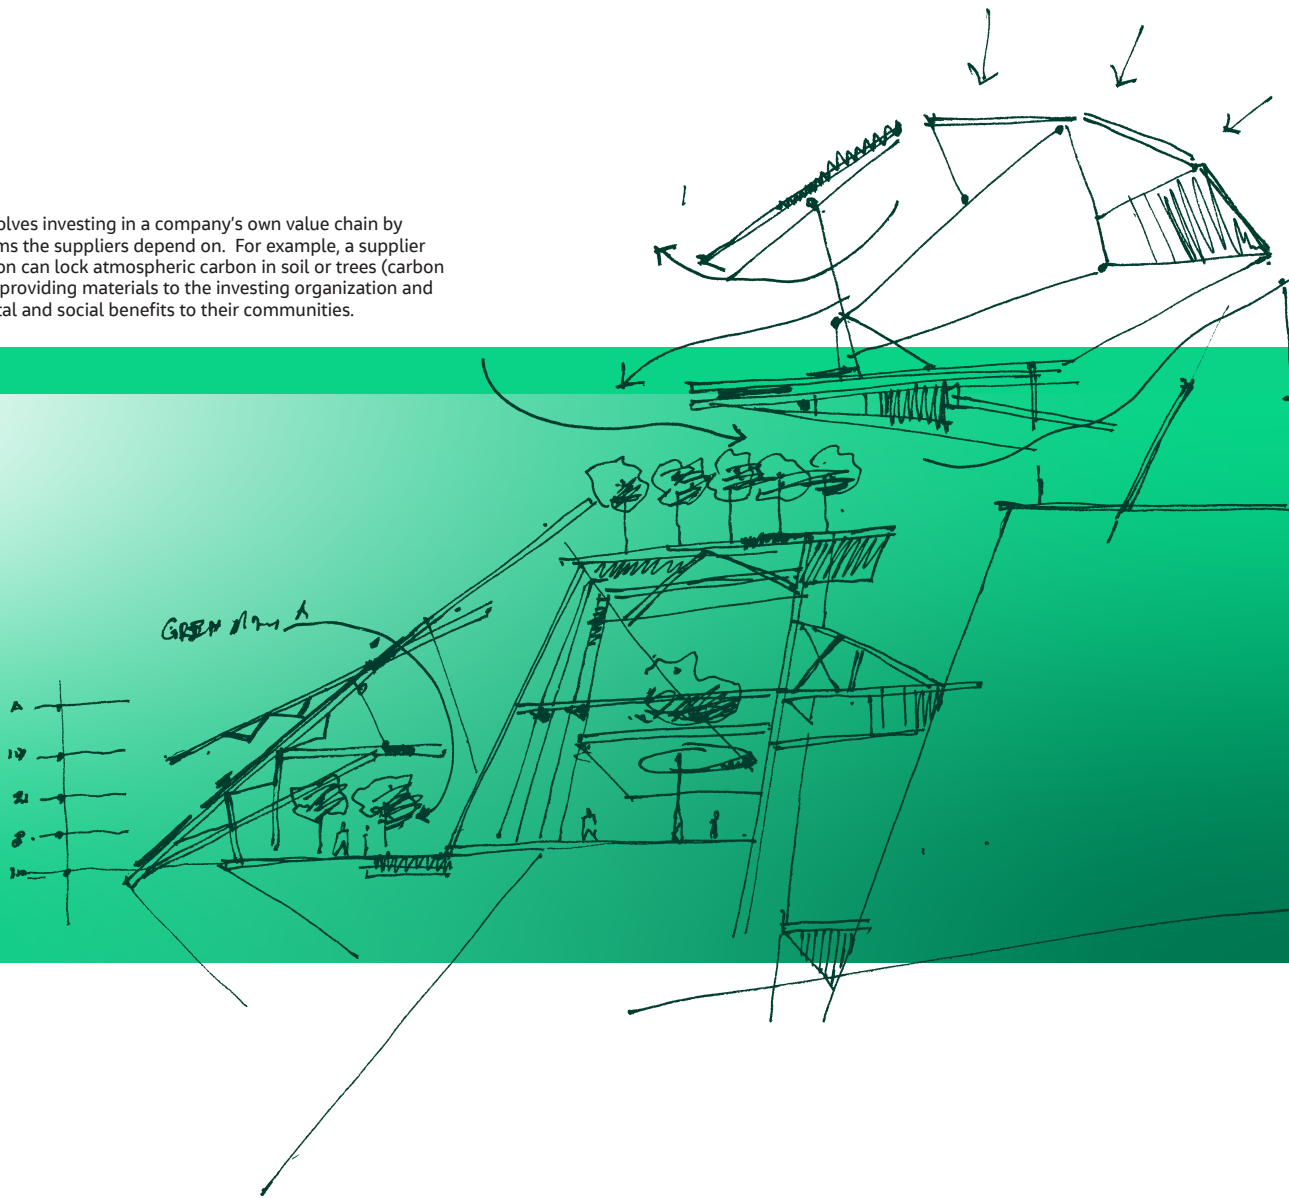 olves investing in a company’s own value chain by
ms the suppliers depend on.  For example, a supplier
on can lock atmospheric carbon in soil or trees (carbon
providing materials to the investing organization and
tal and social benefits to their communities.
GREEN
A